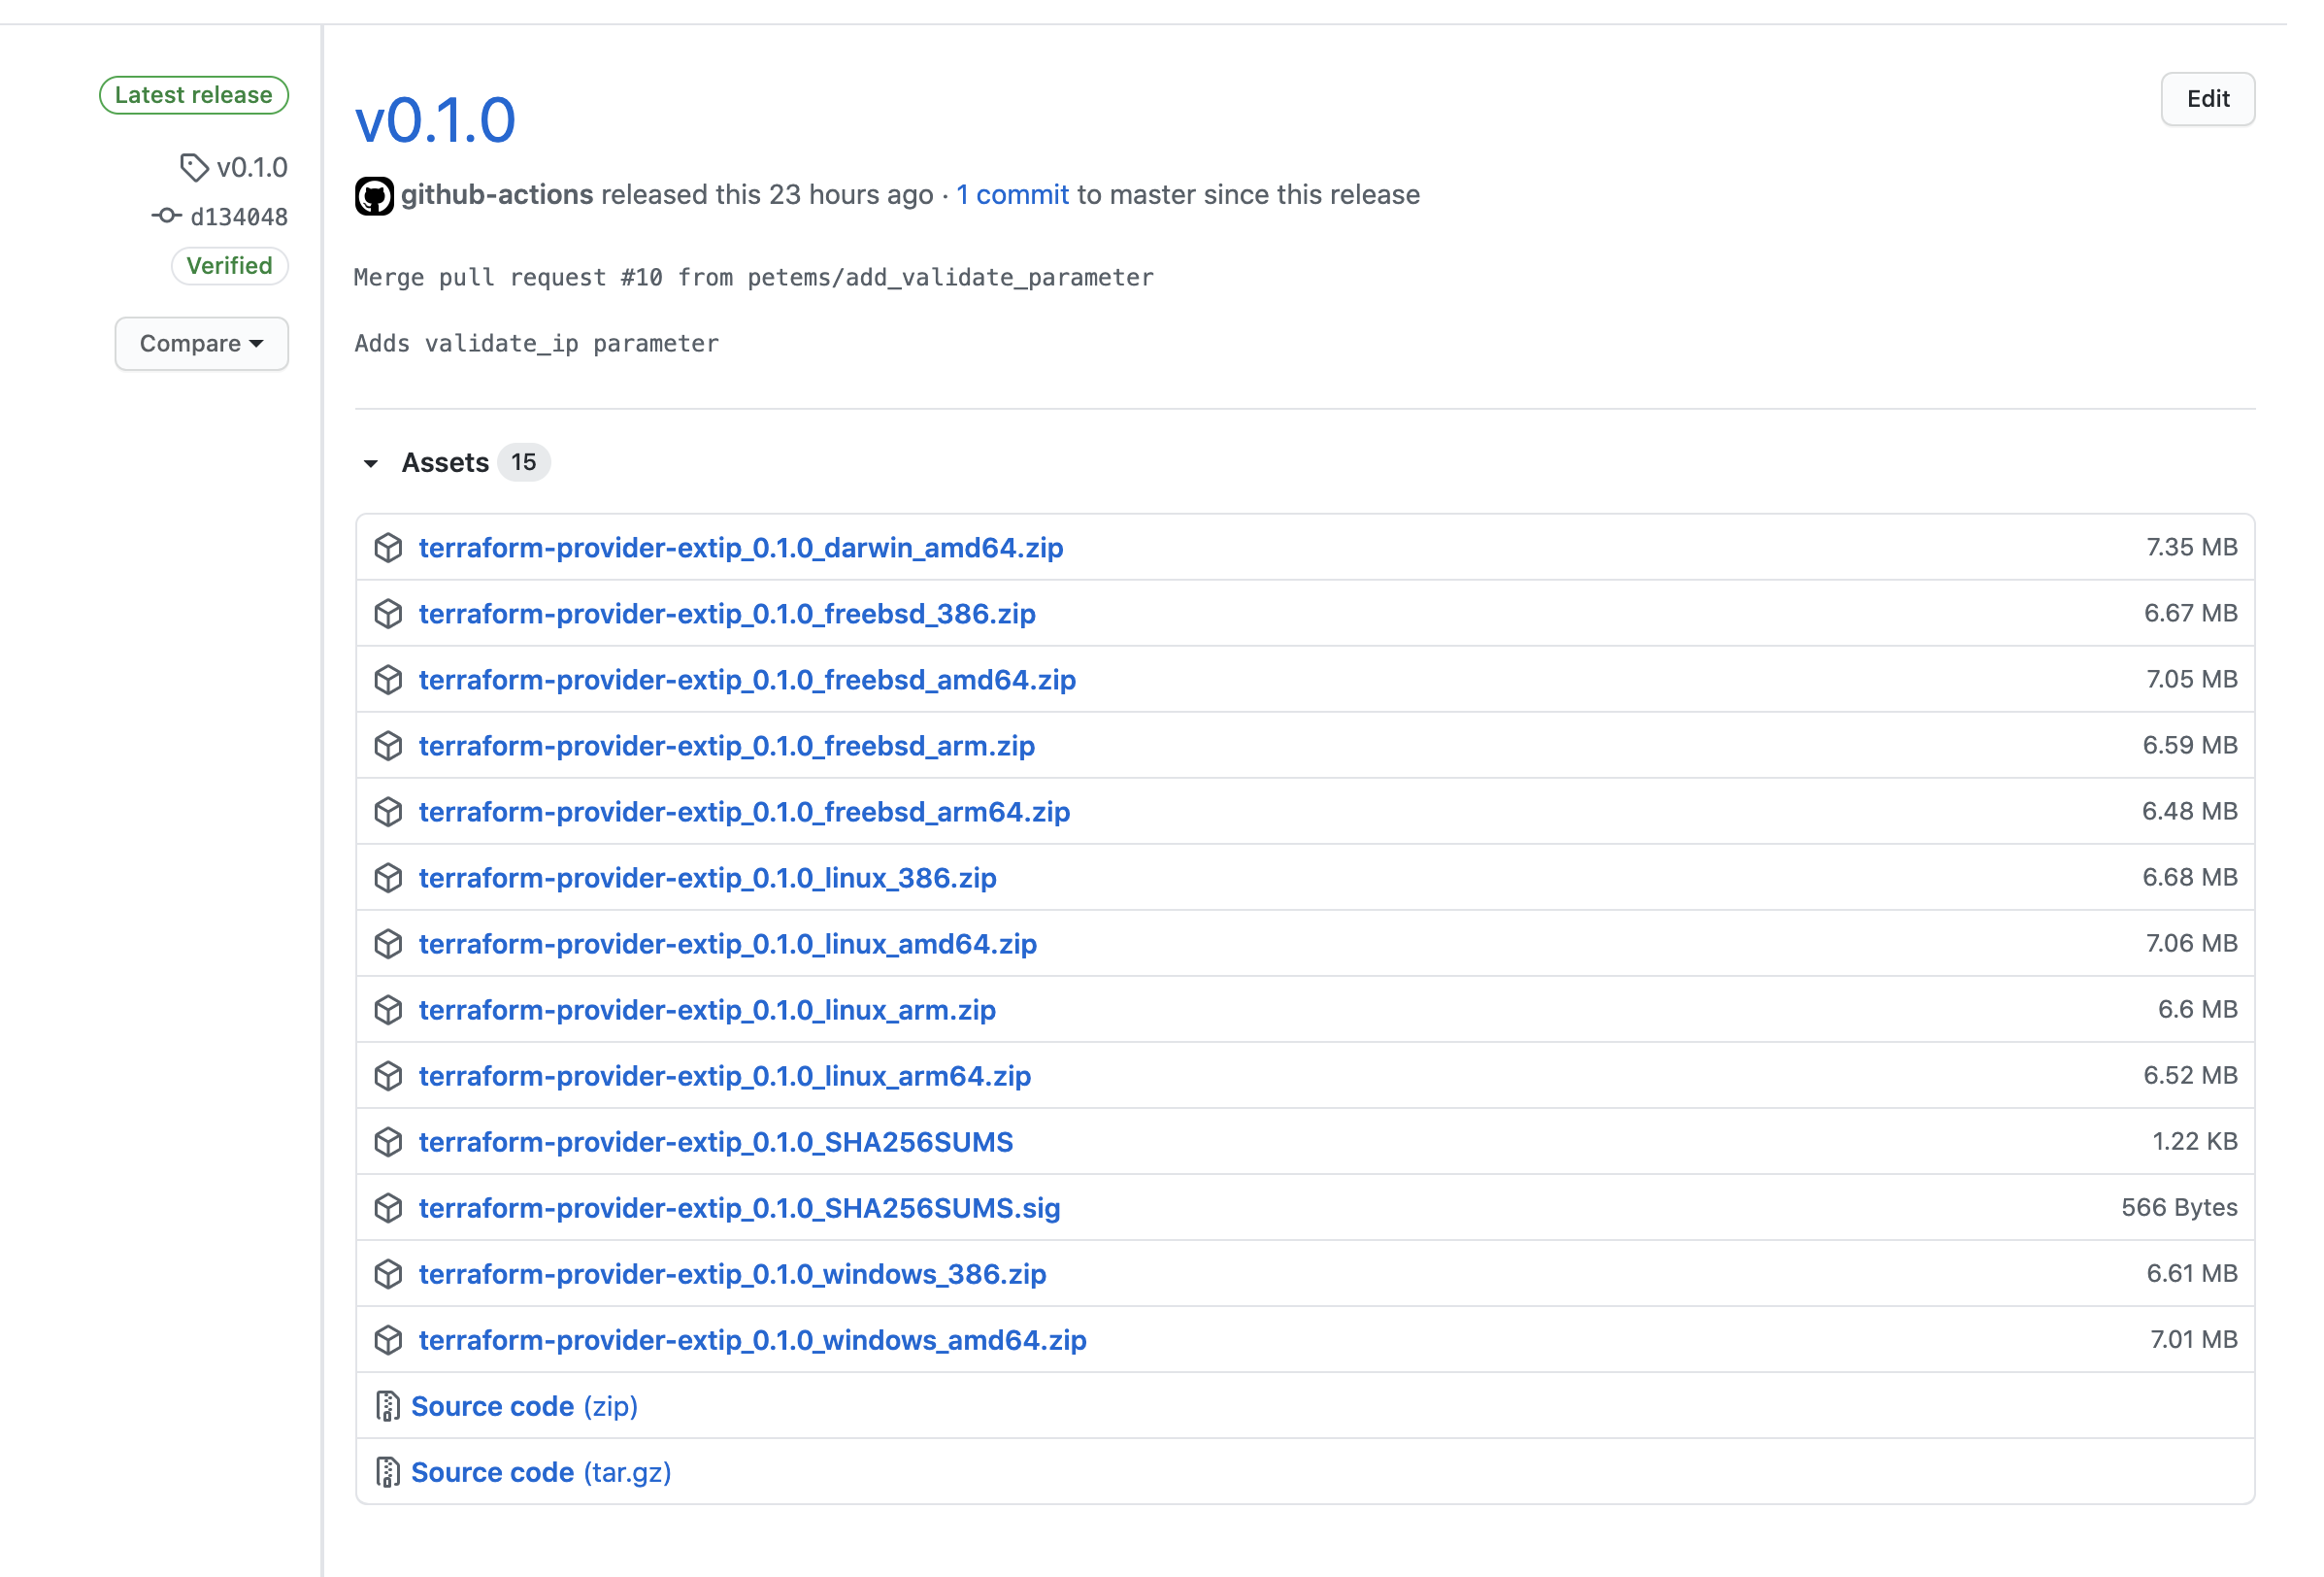 Latest release
v0.1.0
d134048
Verified
Compare
v0.1.0
Edit
github-actions released this 23 hours ago · 1 commit to master since this release
Merge pull request #10 from petems/add_validate_parameter
Adds validate_ip parameter
Assets 15
terraform-provider-extip_0.1.0_darwin_amd64.zip 7.35 MB
terraform-provider-extip_0.1.0_freebsd_386.zip 6.67 MB
terraform-provider-extip_0.1.0_freebsd_amd64.zip 7.05 MB
terraform-provider-extip_0.1.0_freebsd_arm.zip 6.59 MB
terraform-provider-extip_0.1.0_freebsd_arm64.zip 6.48 MB
terraform-provider-extip_0.1.0_linux_386.zip 6.68 MB
terraform-provider-extip_0.1.0_linux_amd64.zip 7.06 MB
terraform-provider-extip_0.1.0_linux_arm.zip 6.6 MB
terraform-provider-extip_0.1.0_linux_arm64.zip 6.52 MB
terraform-provider-extip_0.1.0_SHA256SUMS 1.22 KB
terraform-provider-extip_0.1.0_SHA256SUMS.sig 566 Bytes
terraform-provider-extip_0.1.0_windows_386.zip 6.61 MB
terraform-provider-extip_0.1.0_windows_amd64.zip 7.01 MB
Source code (zip)
Source code (tar.gz)